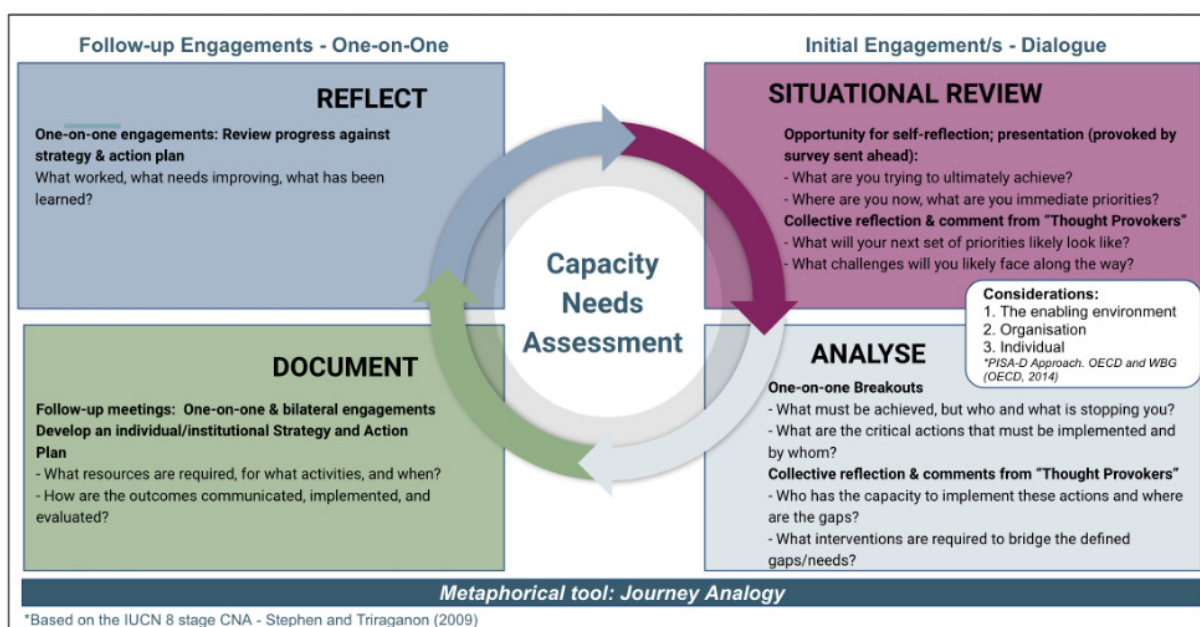 Follow-up Engagements - One-on-One
Initial Engagement/s - Dialogue
REFLECT
One-on-one engagements: Review progress against
strategy & action plan
What worked, what needs improving, what has been
learned?
SITUATIONAL REVIEW
Opportunity for self-reflection; presentation (provoked by
survey sent ahead):
- What are you trying to ultimately achieve?
- Where are you now, what are you immediate priorities?
Collective reflection & comment from "Thought Provokers"
- What will your next set of priorities likely look like?
- What challenges will you likely face along the way?
Capacity
Needs
Assessment
Considerations:
1. The enabling environment
2. Organisation
3. Individual
*PISA-D Approach. OECD and WBG
(OECD, 2014)
DOCUMENT
Follow-up meetings: One-on-one & bilateral engagements
Develop an individual/institutional Strategy and Action
Plan
- What resources are required, for what activities, and when?
- How are the outcomes communicated, implemented, and
evaluated?
ANALYSE
One-on-one Breakouts
- What must be achieved, but who and what is stopping you?
- What are the critical actions that must be implemented and
by whom?
Collective reflection & comments from "Thought Provokers"
- Who has the capacity to implement these actions and where
are the gaps?
- What interventions are required to bridge the defined
gaps/needs?
Metaphorical tool: Journey Analogy
*Based on the IUCN 8 stage CNA - Stephen and Triraganon (2009)